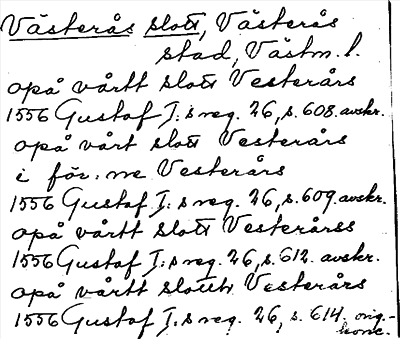 Västerås slott, Västerås
stad, Västm. l.
opå vårtt slott Vesterårs
1556 Gustaf I:s reg. 26, s. 608. avskr.
opå vårt slott Vesterårs
i för:ne Vesterårs
1556 Gustaf I:s reg. 26, s. 609. avskr.
opå vårtt slott Vesterårss
1556 Gustaf I:s reg. 26, s. 612. avskr.
opå vårtt slotth Vesterårs
1556 Gustaf I:s reg. 26, s. 614. orig.-
konc.